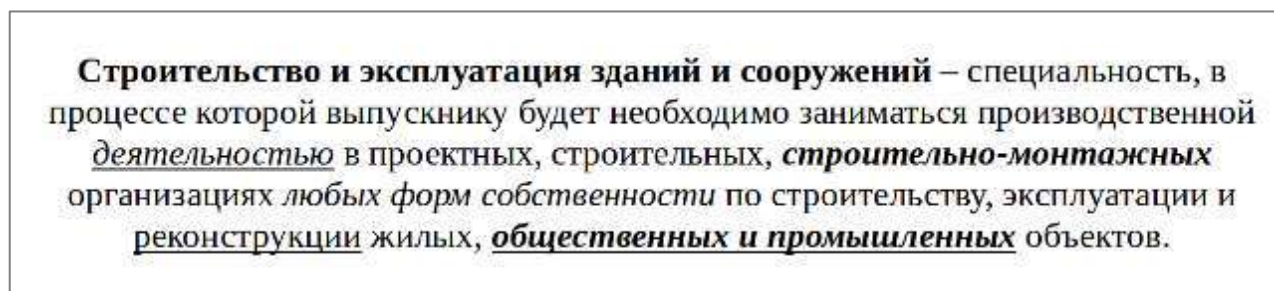 Строительство и эксплуатация зданий и сооружений – специальность, в
процессе которой выпускнику будет необходимо заниматься производственной
деятельностью в проектных, строительных, строительно-монтажных
организациях любых форм собственности по строительству, эксплуатации и
реконструкции жилых, общественных и промышленных объектов.